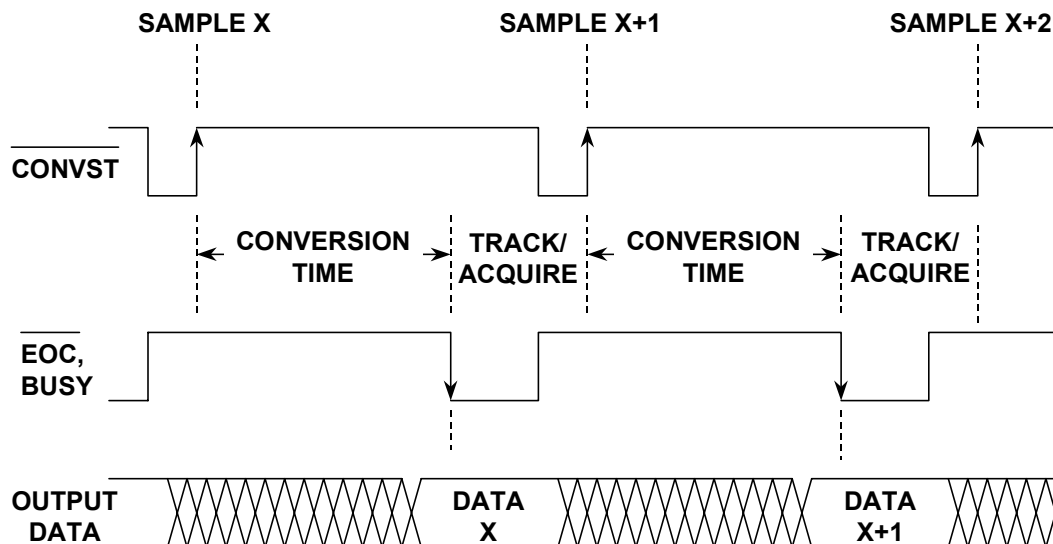 SAMPLE X
SAMPLE X+1
SAMPLE X+2
CONVST
CONVERSION
TIME
TRACK/
ACQUIRE
CONVERSION
TIME
TRACK/
ACQUIRE
EOC,
BUSY
OUTPUT
DATA
DATA
X
DATA
X+1